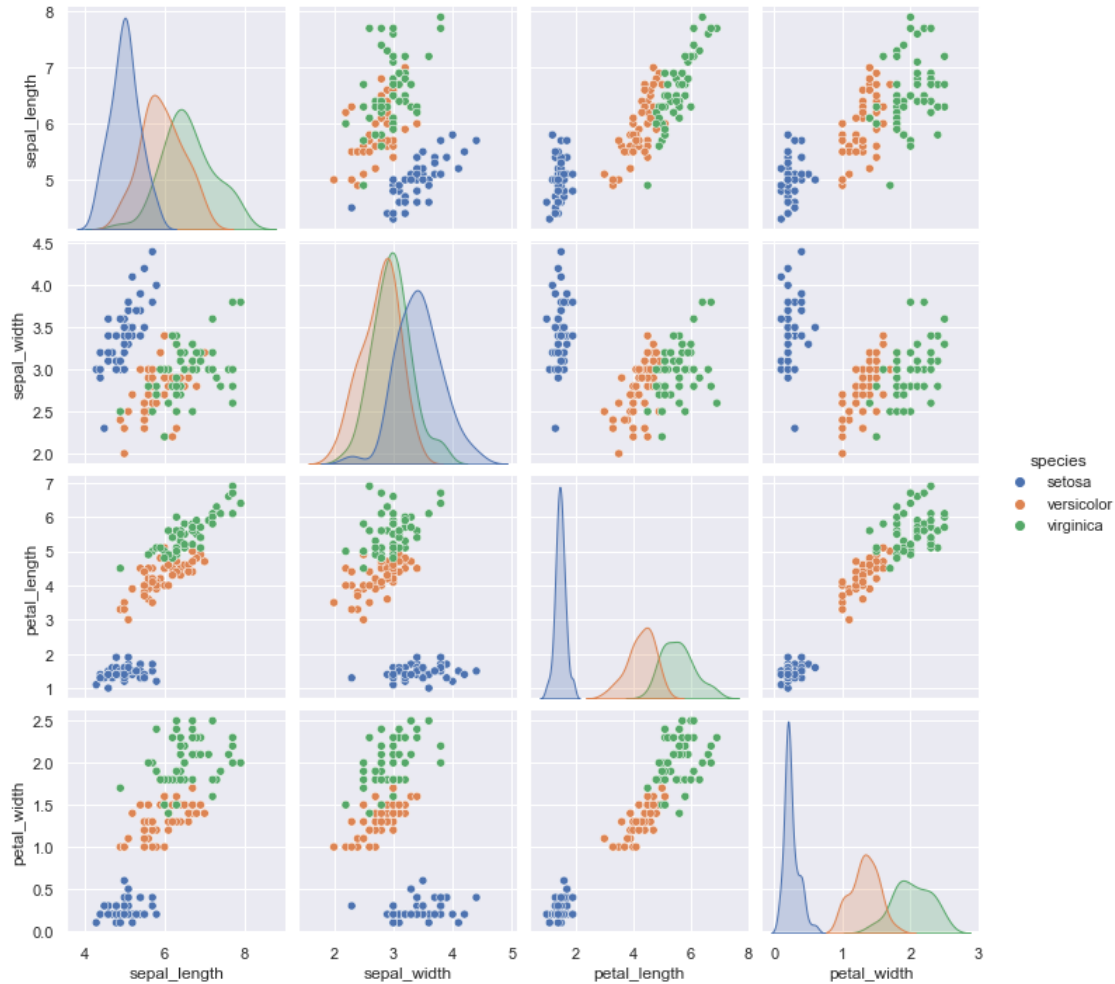 8
7
6
5
sepal_length
4.5
4.0
3.5
3.0
2.5
2.0
sepal_width
species
setosa
versicolor
virginica
7
6
5
4
3
2
1
petal_length
2.5
2.0
1.5
1.0
0.5
0.0
petal_width
4 6 8 2 3 4 5 2 4 6 8 0 1 2 3
sepal_length sepal_width petal_length petal_width